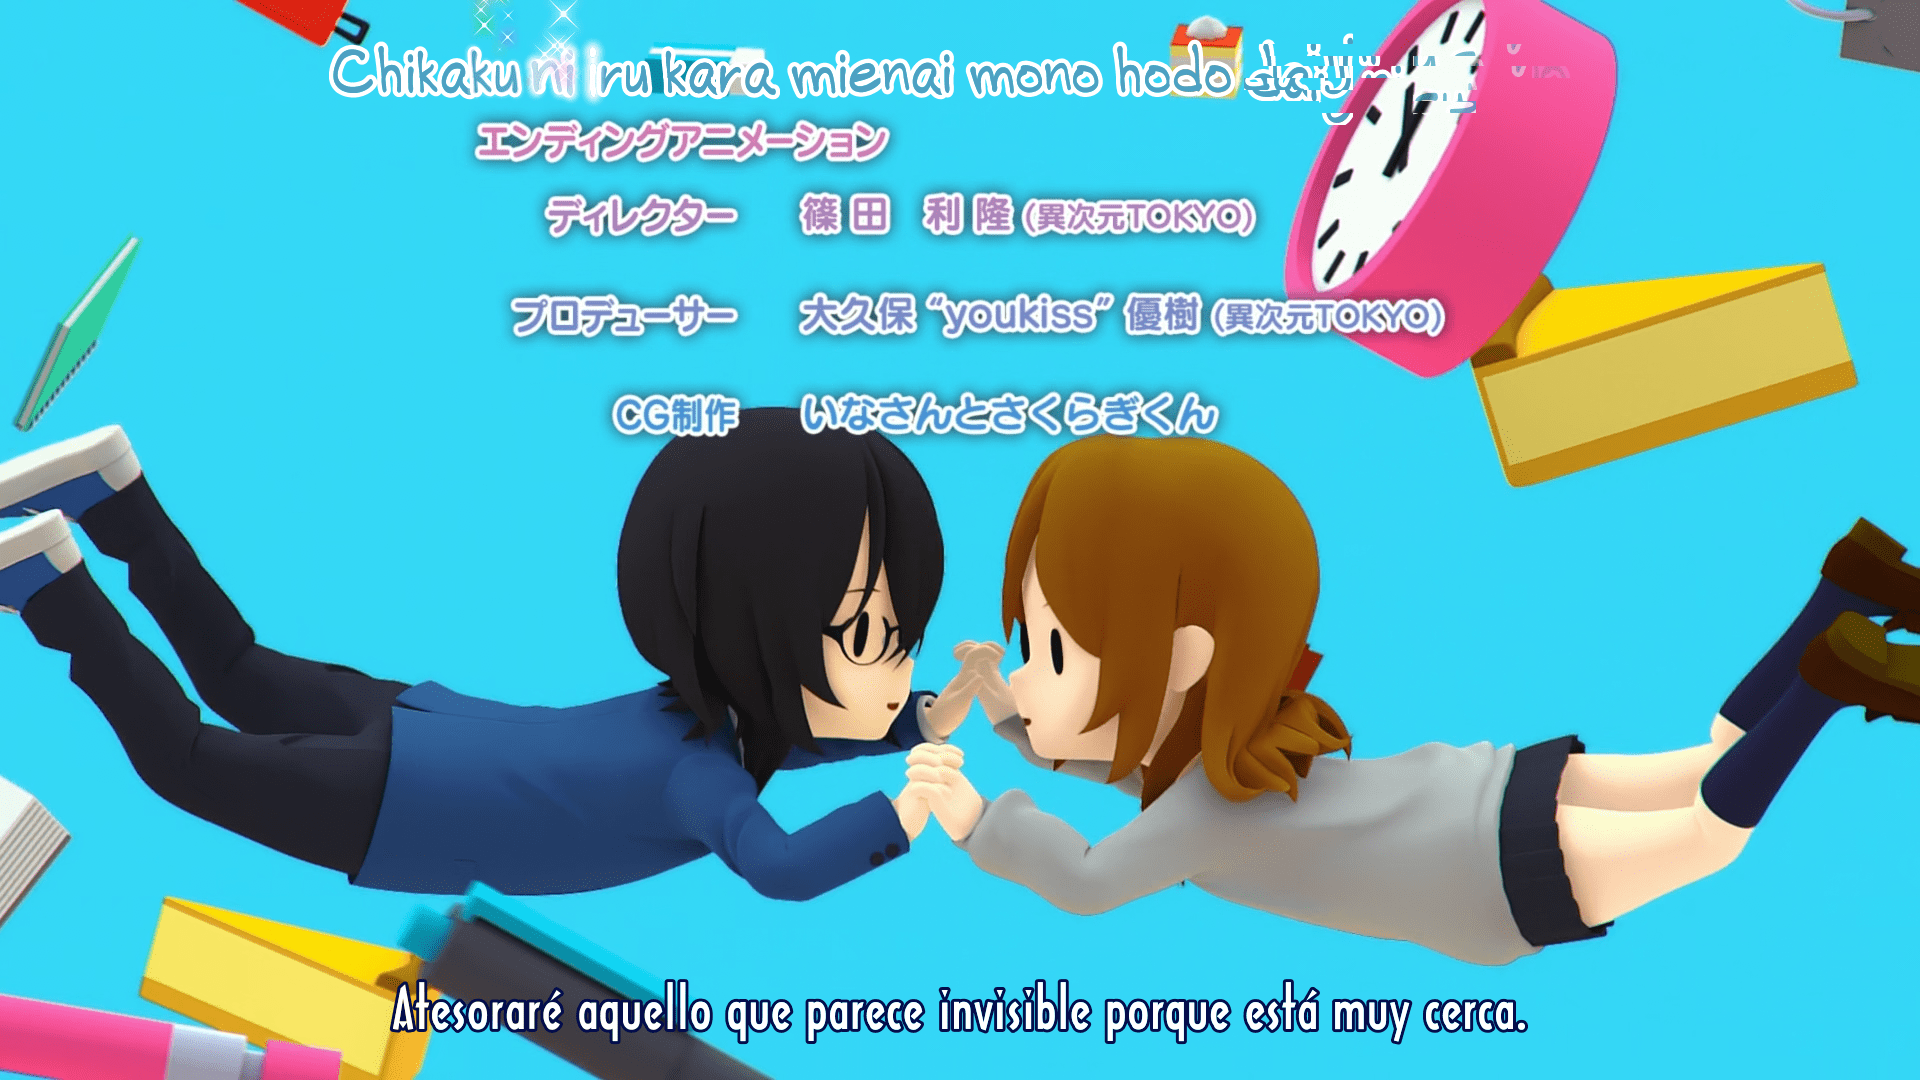 Chikaku ni iru kara mienai mono hodo
エンディングアニメーション
ディレクター 篠田 利隆 (異次元TOKYO)
プロデューサー 大久保 “youkiss” 優樹 (異次元TOKYO)
CG制作 いなさんとさくらぎくん
Atesoraré aquello que parece invisible porque está muy cerca.